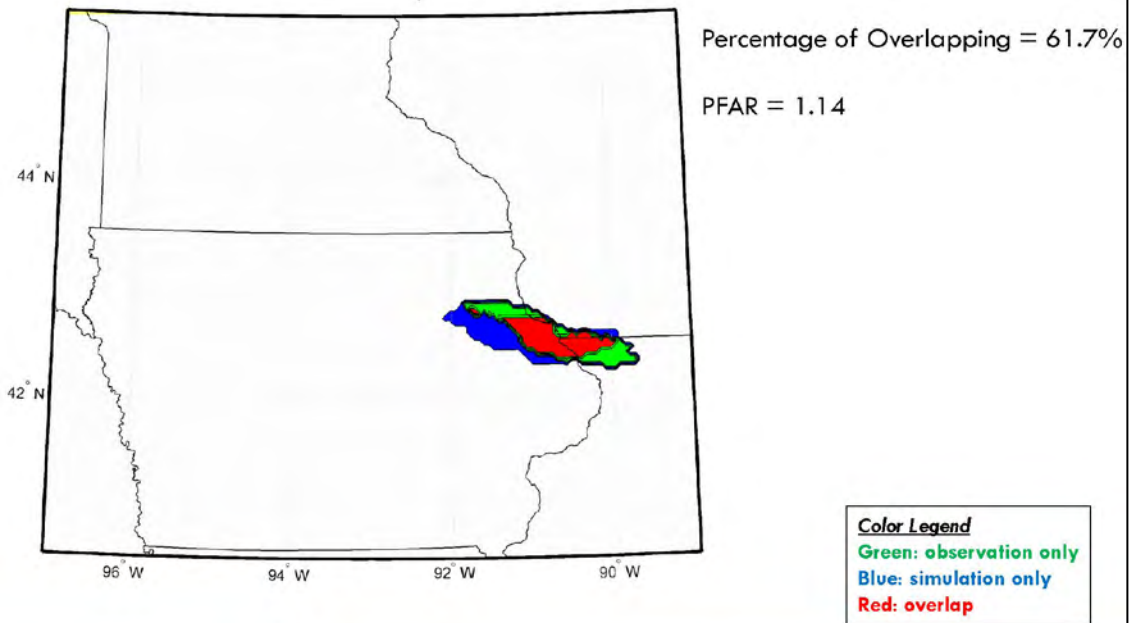 Percentage of Overlapping = 61.7%
PFAR = 1.14
44° N
42° N
96° W
94° W
92° W
90° W
Color Legend
Green: observation only
Blue: simulation only
Red: overlap